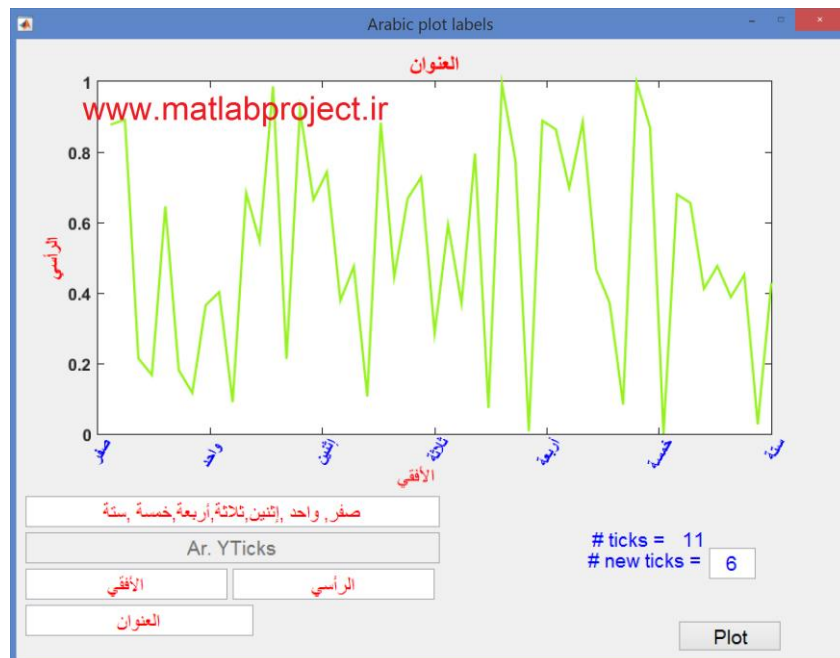 Arabic plot labels
العنوان
www.matlabproject.ir
1
0.8
0.6
0.4
0.2
0
الرأسي
صفر
واحد
إثنين
ثلاثة
أربعة
خمسة
ستة
الأفقي
صفر, واحد ,إثنين,ثلاثة,أربعة,خمسة ,ستة
Ar. YTicks
الأفقي
الرأسي
العنوان
# ticks = 11
# new ticks = 6
Plot